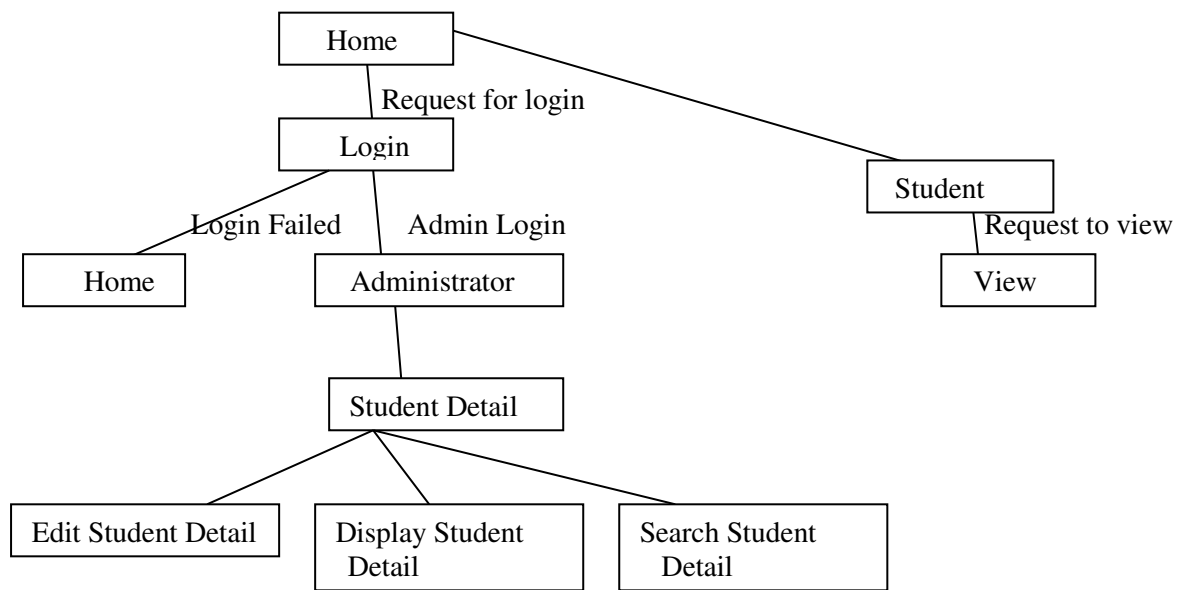 Home
Request for login
Login
Student
Login Failed
Admin Login
Request to view
Home
Administrator
View
Student Detail
Edit Student Detail
Display Student
Detail
Search Student
Detail